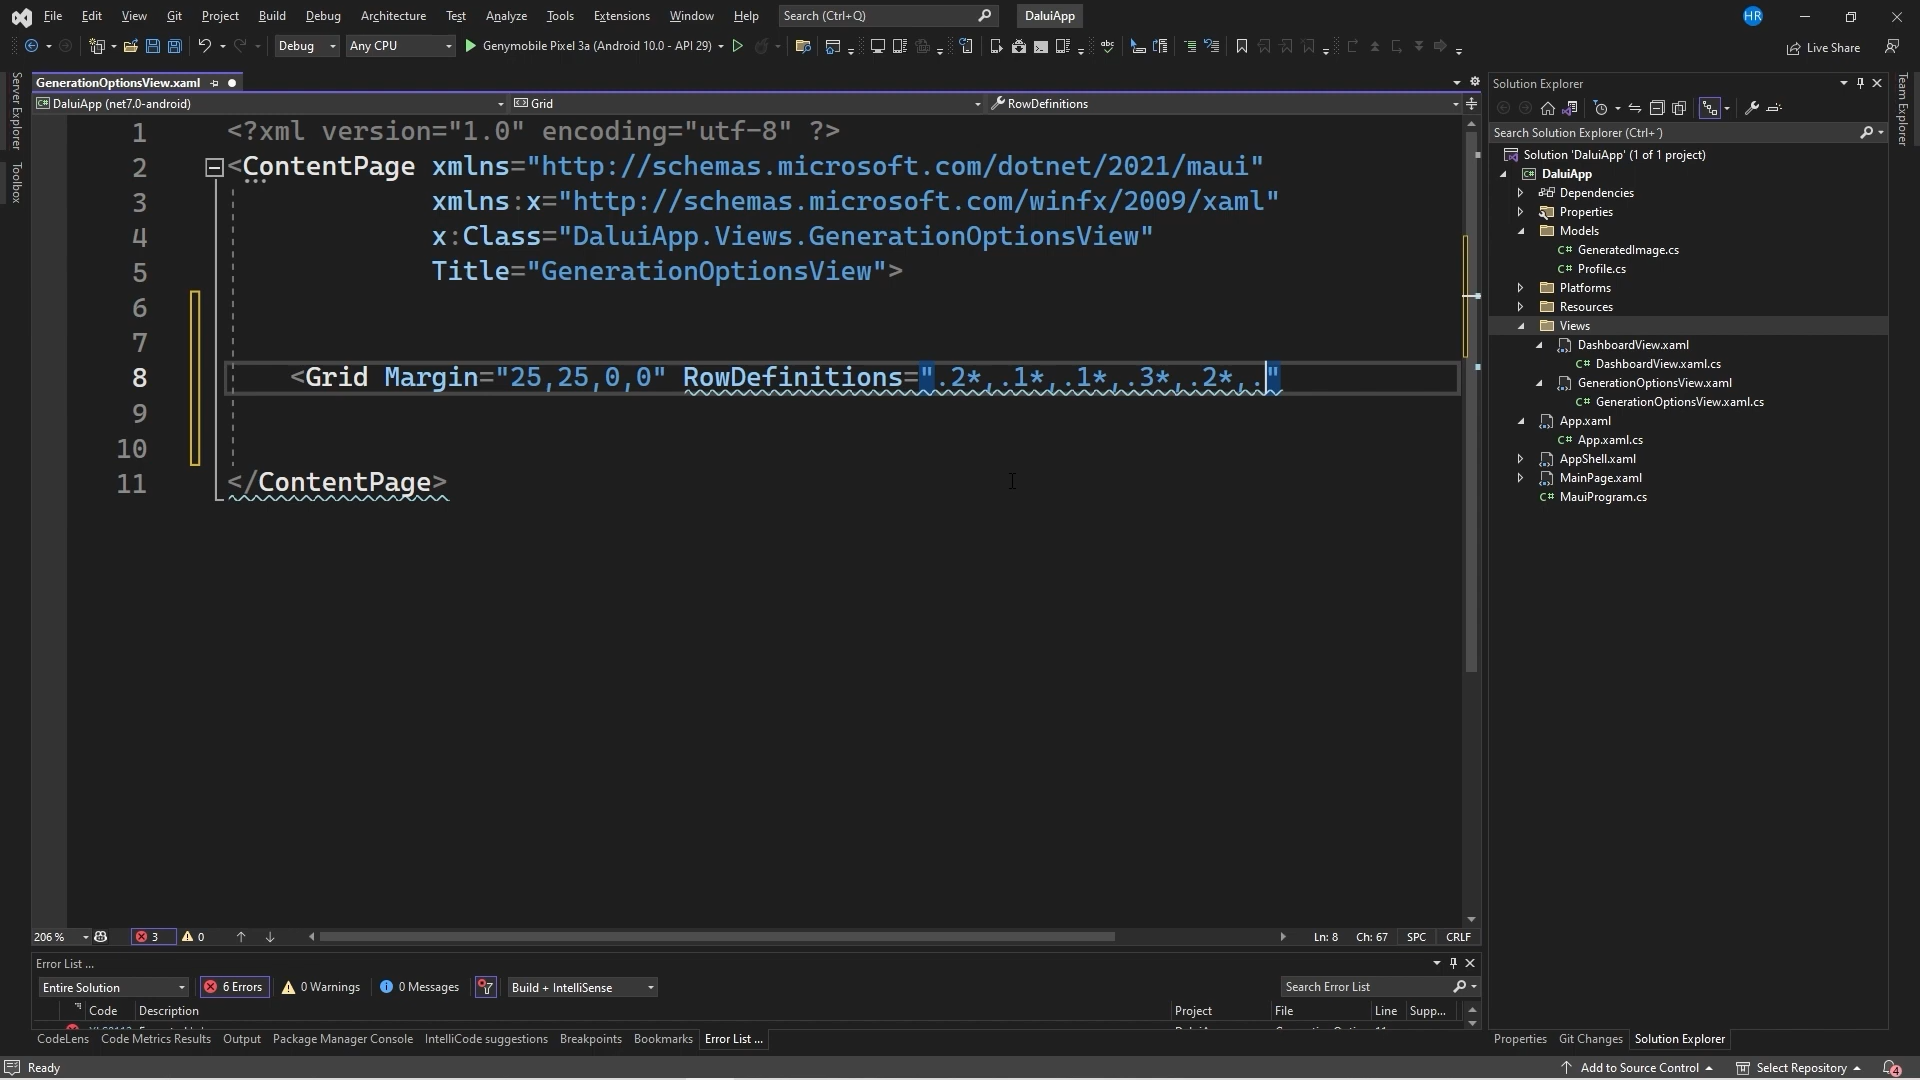 File Edit View Git Project Build Debug Architecture Test Analyze Tools Extensions Window Help Search (Ctrl+Q) DaluiApp HR
Debug Any CPU Genymobile Pixel 3a (Android 10.0 - API 29) Live Share
Server Explorer
Toolbox
GenerationOptionsView.xaml
DaluiApp (net7.0-android) Grid RowDefinitions
1 <?xml version="1.0" encoding="utf-8" ?>
2 <ContentPage xmlns="http://schemas.microsoft.com/dotnet/2021/maui"
3 xmlns:x="http://schemas.microsoft.com/winfx/2009/xaml"
4 x:Class="DaluiApp.Views.GenerationOptionsView"
5 Title="GenerationOptionsView">
6
7
8 <Grid Margin="25,25,0,0" RowDefinitions=".2*,.1*,.1*,.3*,.2*,."
9
10
11 </ContentPage>
206 % 3 0 Ln: 8 Ch: 67 SPC CRLF
Error List ...
Entire Solution 6 Errors 0 Warnings 0 Messages Build + IntelliSense Search Error List
Code Description Project File Line Supp...
CodeLens Code Metrics Results Output Package Manager Console IntelliCode suggestions Breakpoints Bookmarks Error List ...
Solution Explorer
Search Solution Explorer (Ctrl+´)
Solution 'DaluiApp' (1 of 1 project)
DaluiApp
Dependencies
Properties
Models
C# GeneratedImage.cs
C# Profile.cs
Platforms
Resources
Views
DashboardView.xaml
C# DashboardView.xaml.cs
GenerationOptionsView.xaml
C# GenerationOptionsView.xaml.cs
App.xaml
C# App.xaml.cs
AppShell.xaml
MainPage.xaml
C# MauiProgram.cs
Properties Git Changes Solution Explorer
Team Explorer
Ready Add to Source Control Select Repository 4